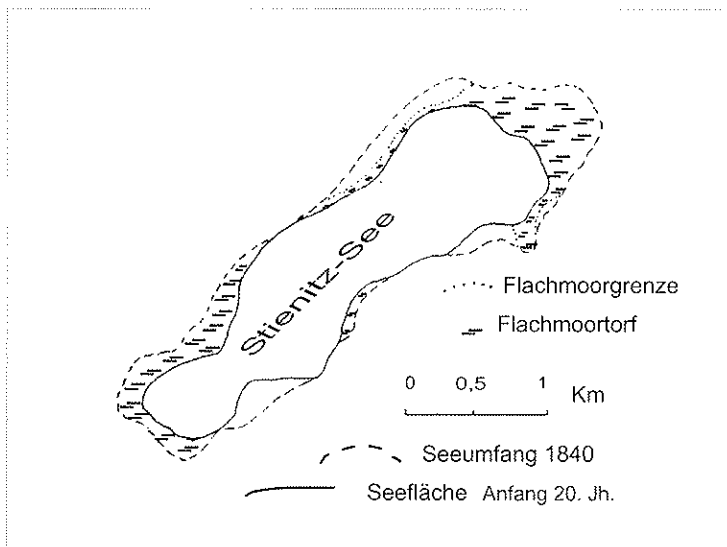 Stienitz-See
Flachmoorgrenze
Flachmoortorf
0 0,5 1
Km
Seeumfang 1840
Seefläche Anfang 20. Jh.